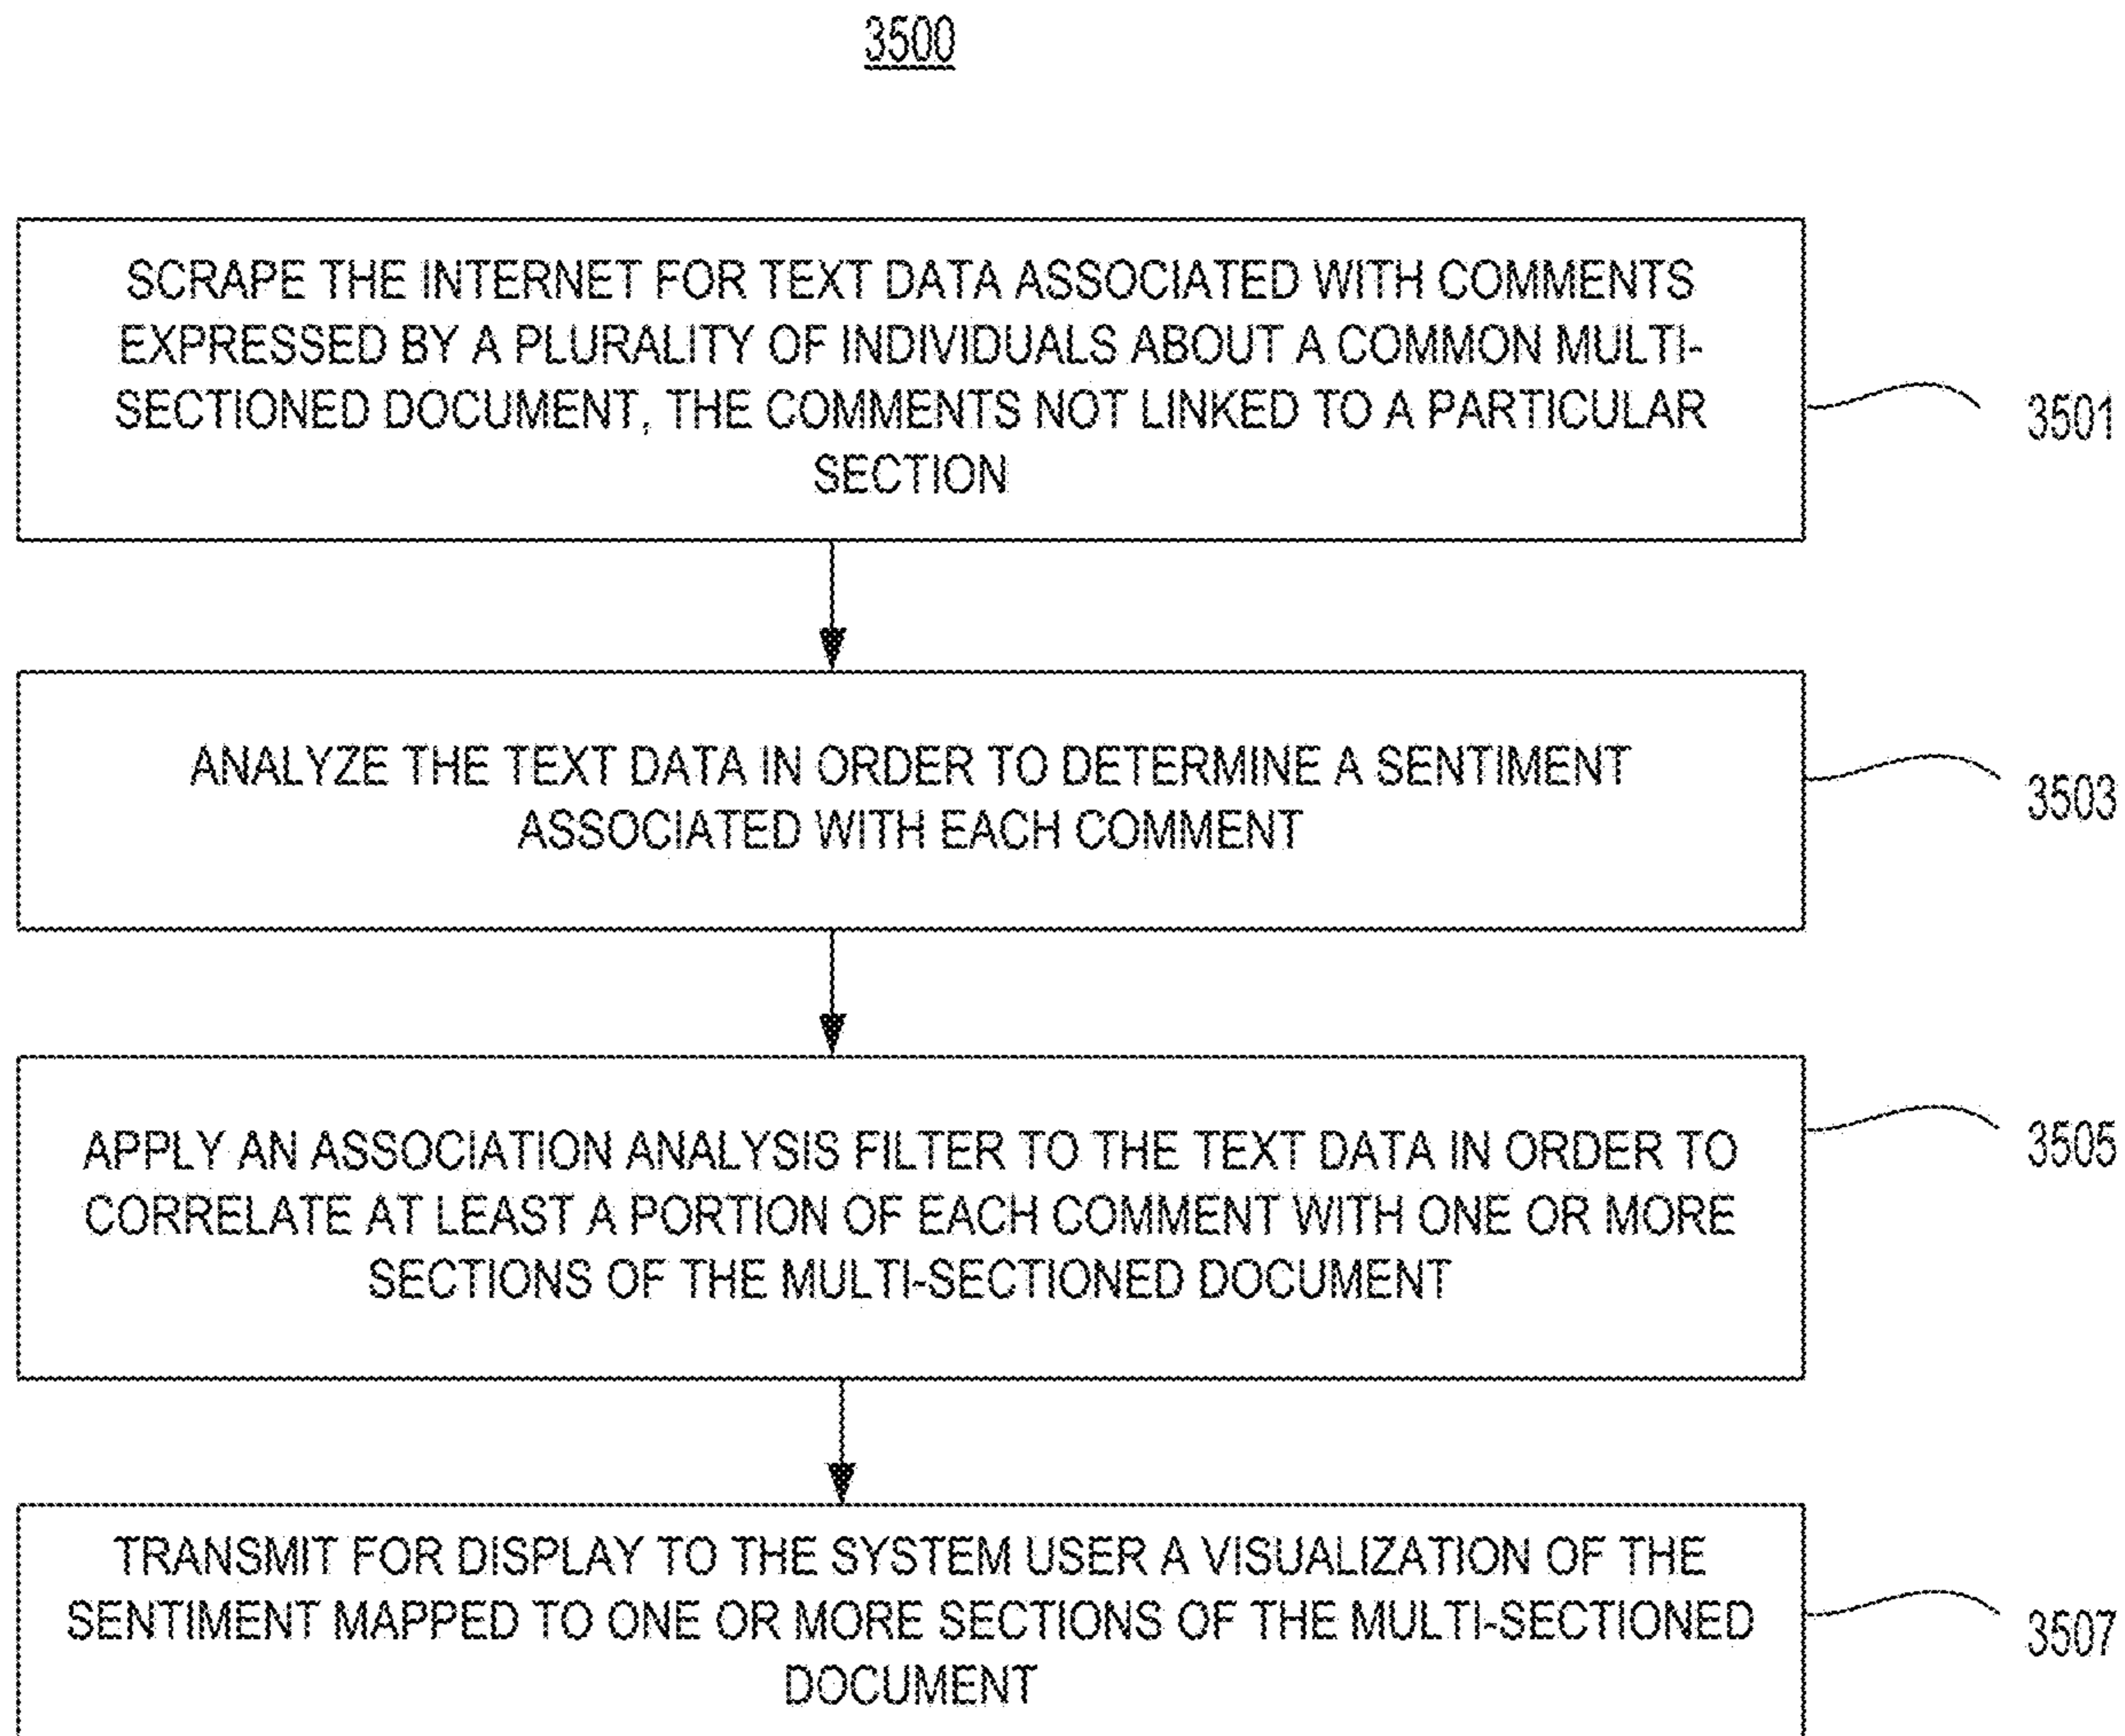 3500
SCRAPE THE INTERNET FOR TEXT DATA ASSOCIATED WITH COMMENTS
EXPRESSED BY A PLURALITY OF INDIVIDUALS ABOUT A COMMON MULTI-
SECTIONED DOCUMENT, THE COMMENTS NOT LINKED TO A PARTICULAR
SECTION
3501
ANALYZE THE TEXT DATA IN ORDER TO DETERMINE A SENTIMENT
ASSOCIATED WITH EACH COMMENT
3503
APPLY AN ASSOCIATION ANALYSIS FILTER TO THE TEXT DATA IN ORDER TO
CORRELATE AT LEAST A PORTION OF EACH COMMENT WITH ONE OR MORE
SECTIONS OF THE MULTI-SECTIONED DOCUMENT
3505
TRANSMIT FOR DISPLAY TO THE SYSTEM USER A VISUALIZATION OF THE
SENTIMENT MAPPED TO ONE OR MORE SECTIONS OF THE MULTI-SECTIONED
DOCUMENT
3507